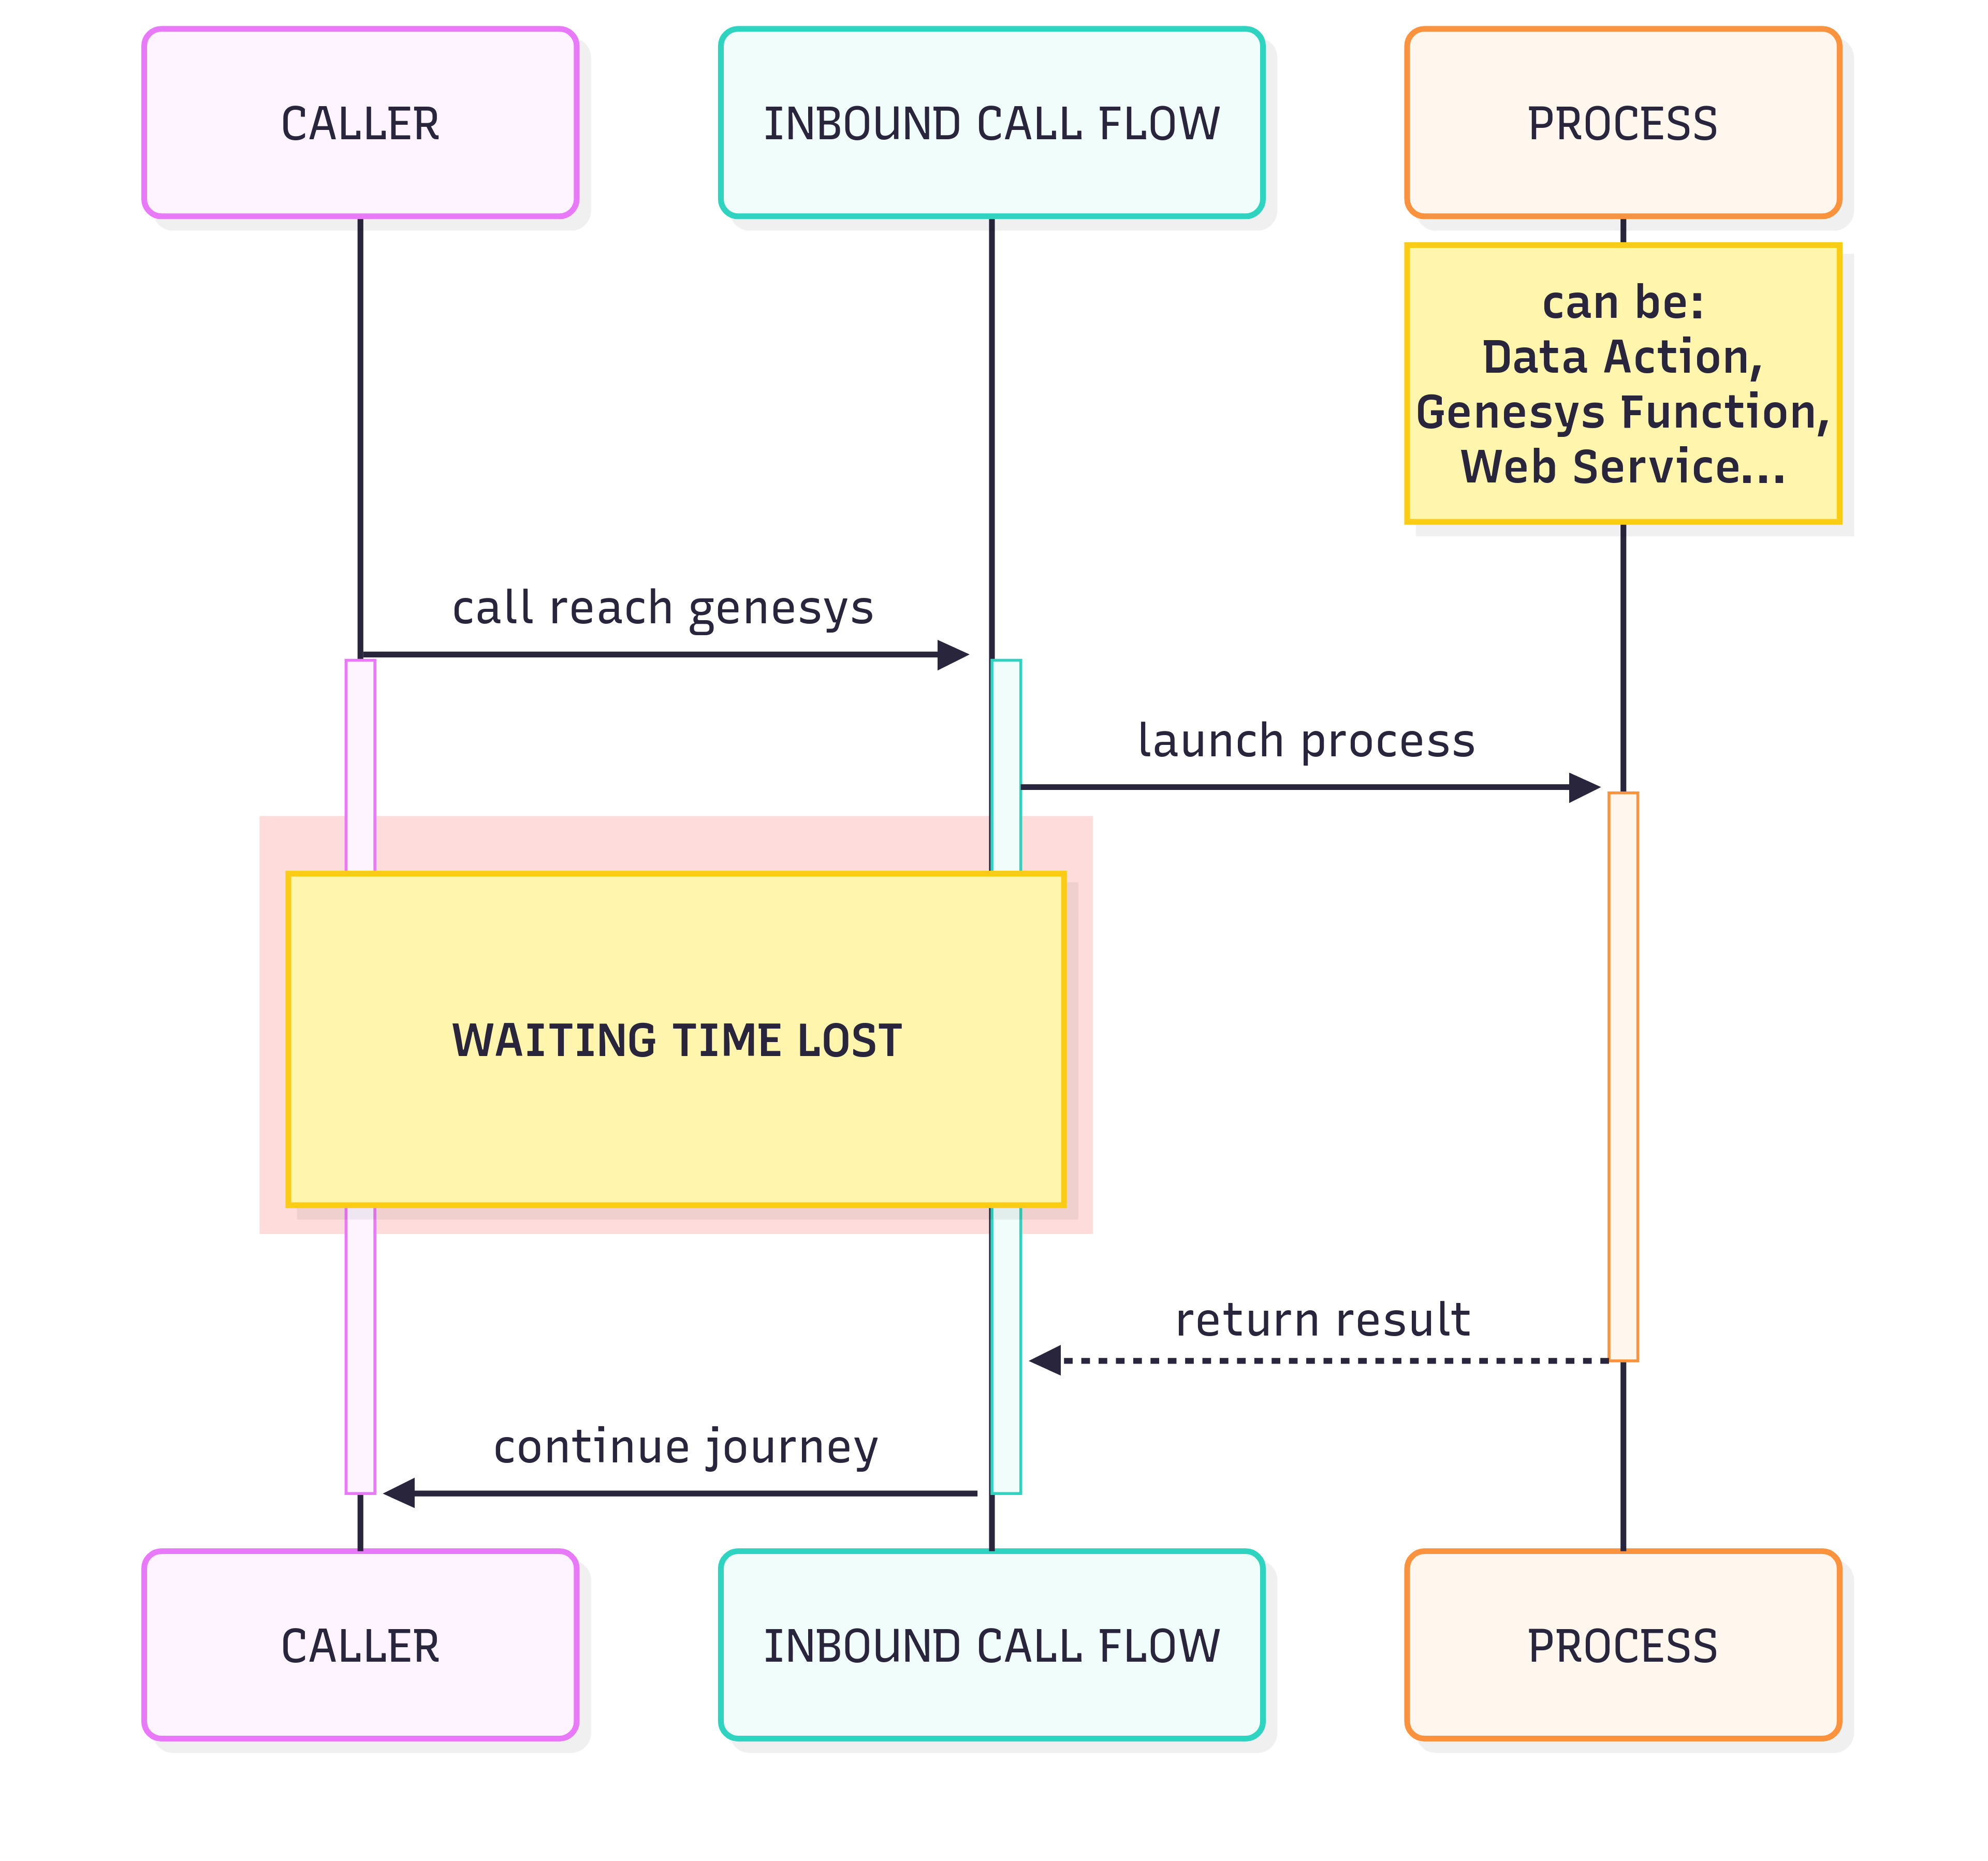 CALLER
INBOUND CALL FLOW
PROCESS
can be:
Data Action,
Genesys Function,
Web Service...
call reach genesys
launch process
WAITING TIME LOST
return result
continue journey
CALLER
INBOUND CALL FLOW
PROCESS